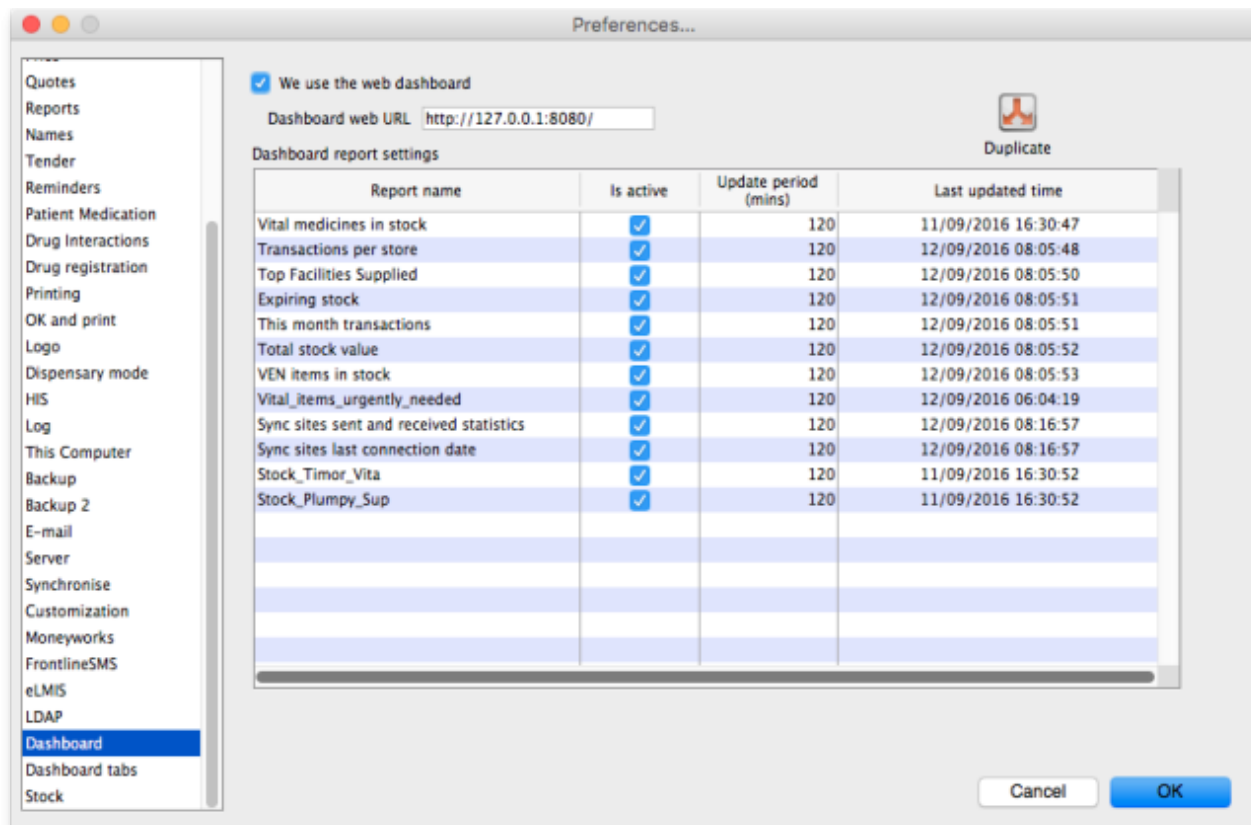 Preferences...
Quotes
Reports
Names
Tender
Reminders
Patient Medication
Drug Interactions
Drug registration
Printing
OK and print
Logo
Dispensary mode
HIS
Log
This Computer
Backup
Backup 2
E-mail
Server
Synchronise
Customization
Moneyworks
FrontlineSMS
eLMIS
LDAP
Dashboard
Dashboard tabs
Stock
We use the web dashboard
Dashboard web URL http://127.0.0.1:8080/
Duplicate
Dashboard report settings
Report name Is active Update period (mins) Last updated time
Vital medicines in stock 120 11/09/2016 16:30:47
Transactions per store 120 12/09/2016 08:05:48
Top Facilities Supplied 120 12/09/2016 08:05:50
Expiring stock 120 12/09/2016 08:05:51
This month transactions 120 12/09/2016 08:05:51
Total stock value 120 12/09/2016 08:05:52
VEN items in stock 120 12/09/2016 08:05:53
Vital_items_urgently_needed 120 12/09/2016 06:04:19
Sync sites sent and received statistics 120 12/09/2016 08:16:57
Sync sites last connection date 120 12/09/2016 08:16:57
Stock_Timor_Vita 120 11/09/2016 16:30:52
Stock_Plumpy_Sup 120 11/09/2016 16:30:52
Cancel OK